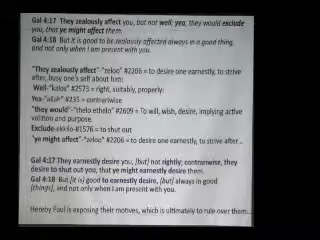 Gal 4:17 They zealously affect you, but not well; yea, they would exclude
you, that ye might affect them.
Gal 4:18 But it is good to be zealously affected always in a good thing,
and not only when I am present with you.
"They zealously affect"-"zeloo" #2206 = to desire one earnestly, to strive
after, busy one's self about him:
Well-"kalos" #2573 = right, suitably, properly:
Yea-"allah" #235 = contrariwise
"they would"-"thelo ethelo" #2609 = To will, wish, desire, implying active
volition and purpose.
Exclude-ekkleio-#1576 = to shut out
"ye might affect"-"zeloo" #2206 = to desire one earnestly, to strive after...
Gal 4:17 They earnestly desire you, [but] not rightly; contrariwise, they
desire to shut out you, that ye might earnestly desire them.
Gal 4:18 But [it is] good to earnestly desire, [but] always in good
[things], and not only when I am present with you.
Hereby Paul is exposing their motives, which is ultimately to rule over them...